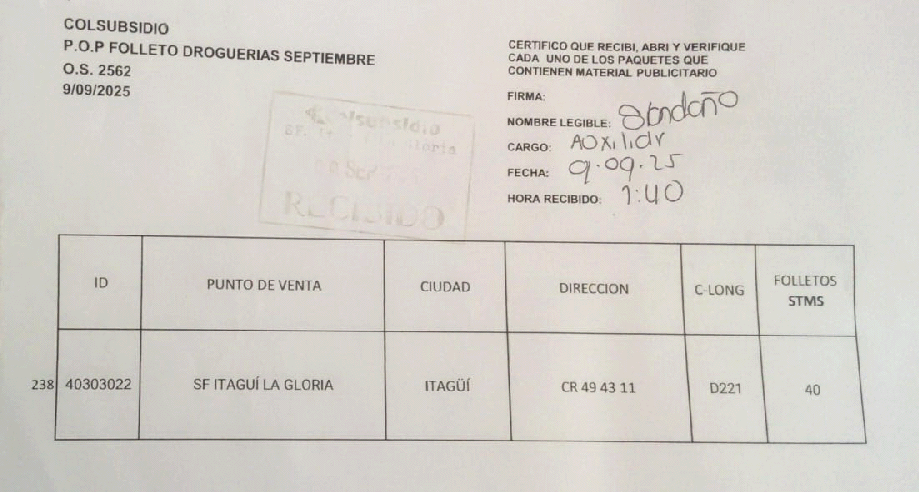 COLSUBSIDIO
P.O.P FOLLETO DROGUERIAS SEPTIEMBRE
O.S. 2562
9/09/2025
CERTIFICO QUE RECIBI, ABRI Y VERIFIQUE
CADA UNO DE LOS PAQUETES QUE
CONTIENEN MATERIAL PUBLICITARIO
FIRMA:
NOMBRE LEGIBLE:
CARGO: AUXILIAR
FECHA: 9.09.25
HORA RECIBIDO: 1:40
Colsubsidio
Gloria
RECIBIDO
ID PUNTO DE VENTA CIUDAD DIRECCION C-LONG FOLLETOS STMS
238 40303022 SF ITAGUÍ LA GLORIA ITAGÜÍ CR 49 43 11 D221 40